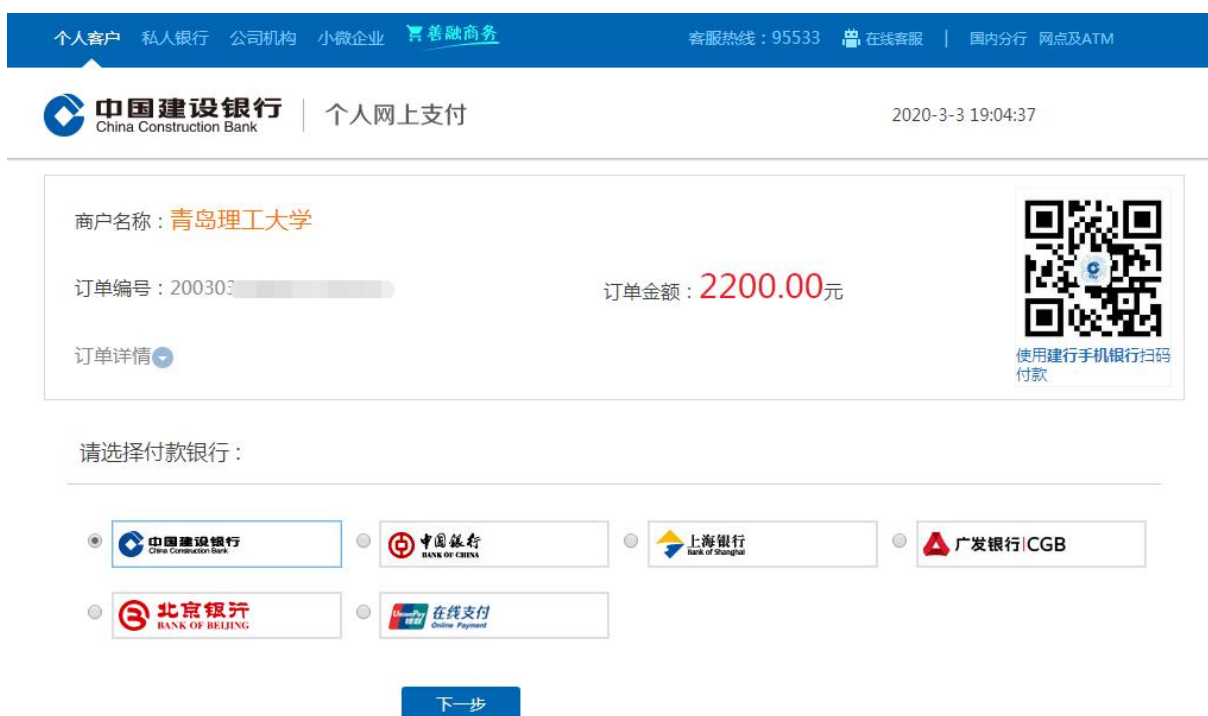 个人客户 私人银行 公司机构 小微企业 善融商务 客服热线：95533 在线客服 | 国内分行 网点及ATM
中国建设银行 个人网上支付 2020-3-3 19:04:37
China Construction Bank
商户名称：青岛理工大学
订单编号：200303
订单金额：2200.00元
订单详情
使用建行手机银行扫码
付款
请选择付款银行：
中国建设银行 中国银行 上海银行 广发银行|CGB
China Construction Bank BANK OF CHINA Bank of Shanghai
北京银行 UnionPay 银联 在线支付
BANK OF BEIJING Online Payment
下一步